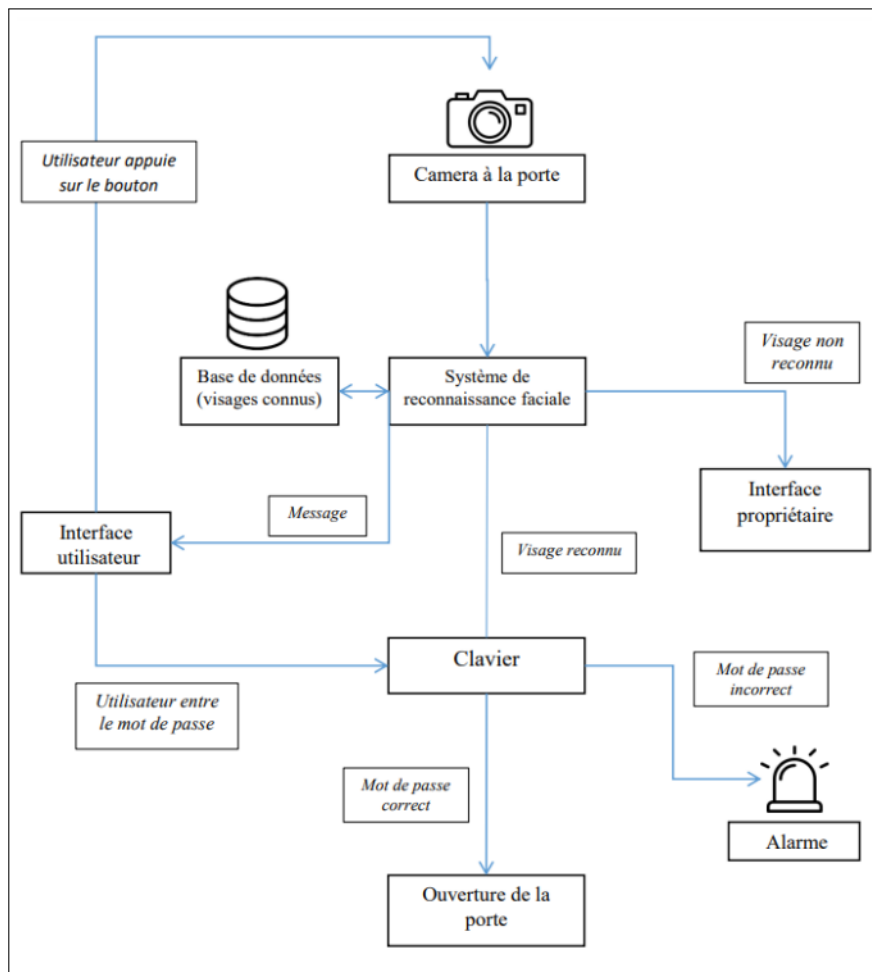 Utilisateur appuie
sur le bouton
Camera à la porte
Base de données
(visages connus)
Système de
reconnaissance faciale
Visage non
reconnu
Interface
propriétaire
Message
Interface
utilisateur
Visage reconnu
Clavier
Utilisateur entre
le mot de passe
Mot de passe
incorrect
Mot de passe
correct
Alarme
Ouverture de la
porte